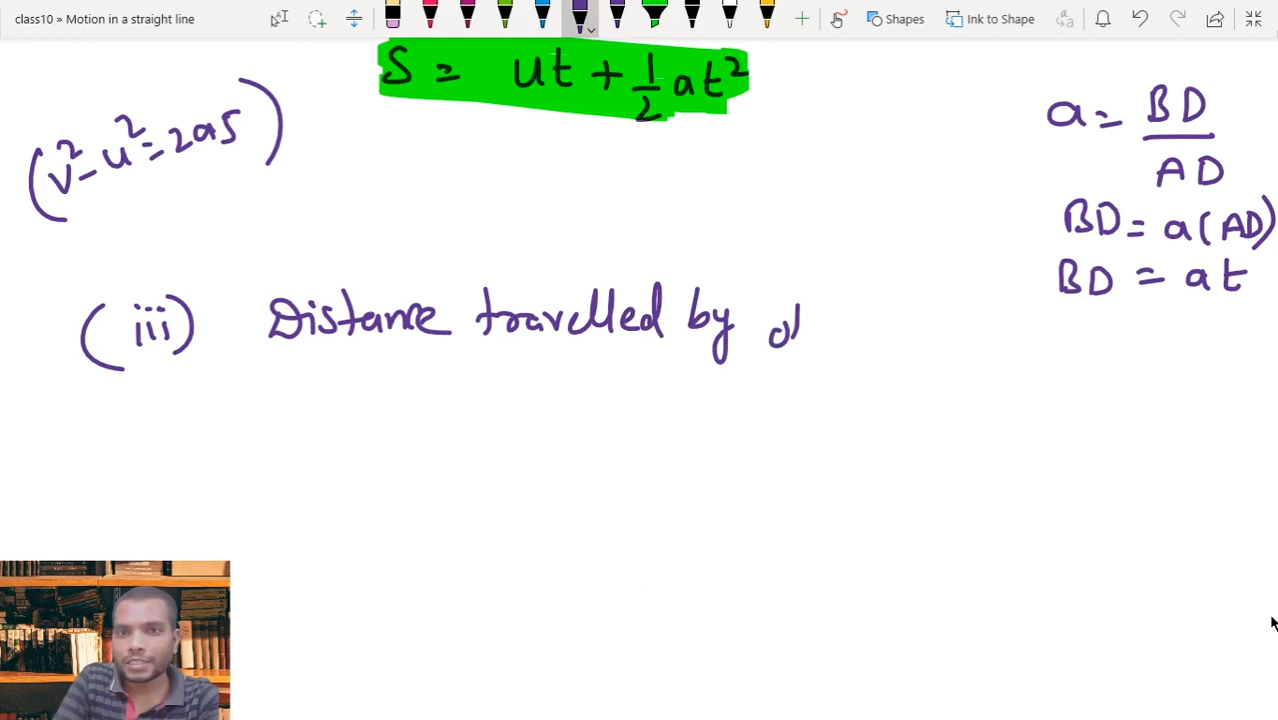 class10 » Motion in a straight line
Shapes
Ink to Shape
S = ut + 1/2 at²
(v² - u² = 2aS)
a = BD/AD
BD = a(AD)
BD = at
(iii) Distance travelled by